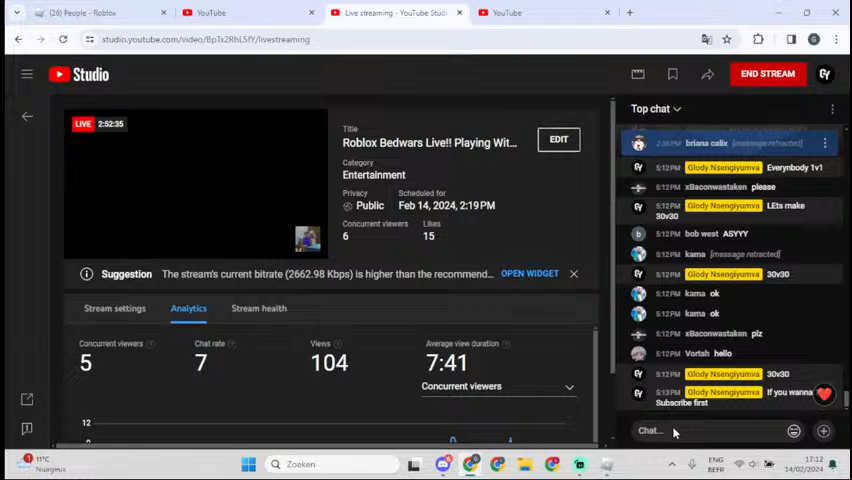 (26) People - Roblox
YouTube
Live streaming - YouTube Studio
YouTube
studio.youtube.com/video/BpTx2RhL5fY/livestreaming
Studio
END STREAM
GY
LIVE 2:52:35
Title
Roblox Bedwars Live!! Playing Wit...
EDIT
Category
Entertainment
Privacy
Public
Scheduled for
Feb 14, 2024, 2:19 PM
Concurrent viewers
6
Likes
15
Suggestion The stream's current bitrate (2662.98 Kbps) is higher than the recommend... OPEN WIDGET
Stream settings
Analytics
Stream health
Concurrent viewers
5
Chat rate
7
Views
104
Average view duration
7:41
Concurrent viewers
12
8
Top chat
2:36 PM briana calix [message retracted]
5:12 PM Glody Nsengiyumva Everynbody 1v1
5:12 PM xBaconwastaken please
5:12 PM Glody Nsengiyumva LEts make
30v30
5:12 PM bob west ASYYY
5:12 PM kama [message retracted]
5:12 PM Glody Nsengiyumva 30v30
5:12 PM kama ok
5:12 PM kama ok
5:12 PM xBaconwastaken plz
5:12 PM Vortsh hello
5:12 PM Glody Nsengiyumva 30v30
5:13 PM Glody Nsengiyumva If you wanna
Subscribe first
Chat...
11°C
Nuageux
Zoeken
ENG
BEFR
17:12
14/02/2024